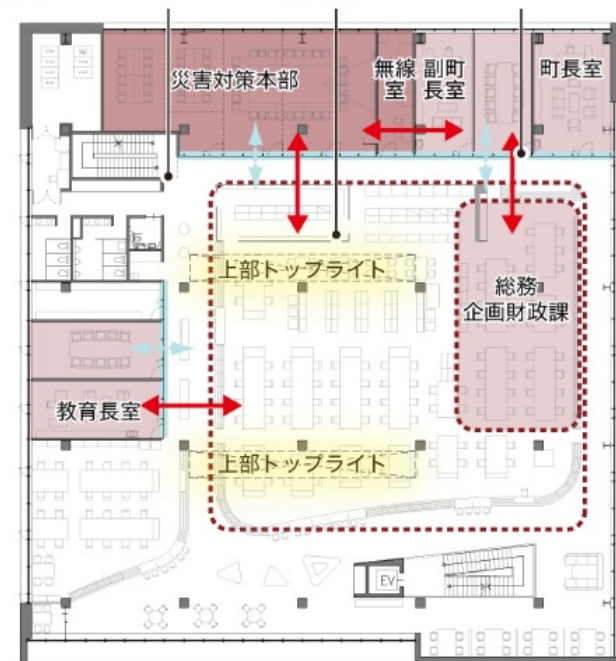 災害対策本部
無線
室
副町
長室
町長室
上部トップライト
総務
企画財政課
教育長室
上部トップライト
EV